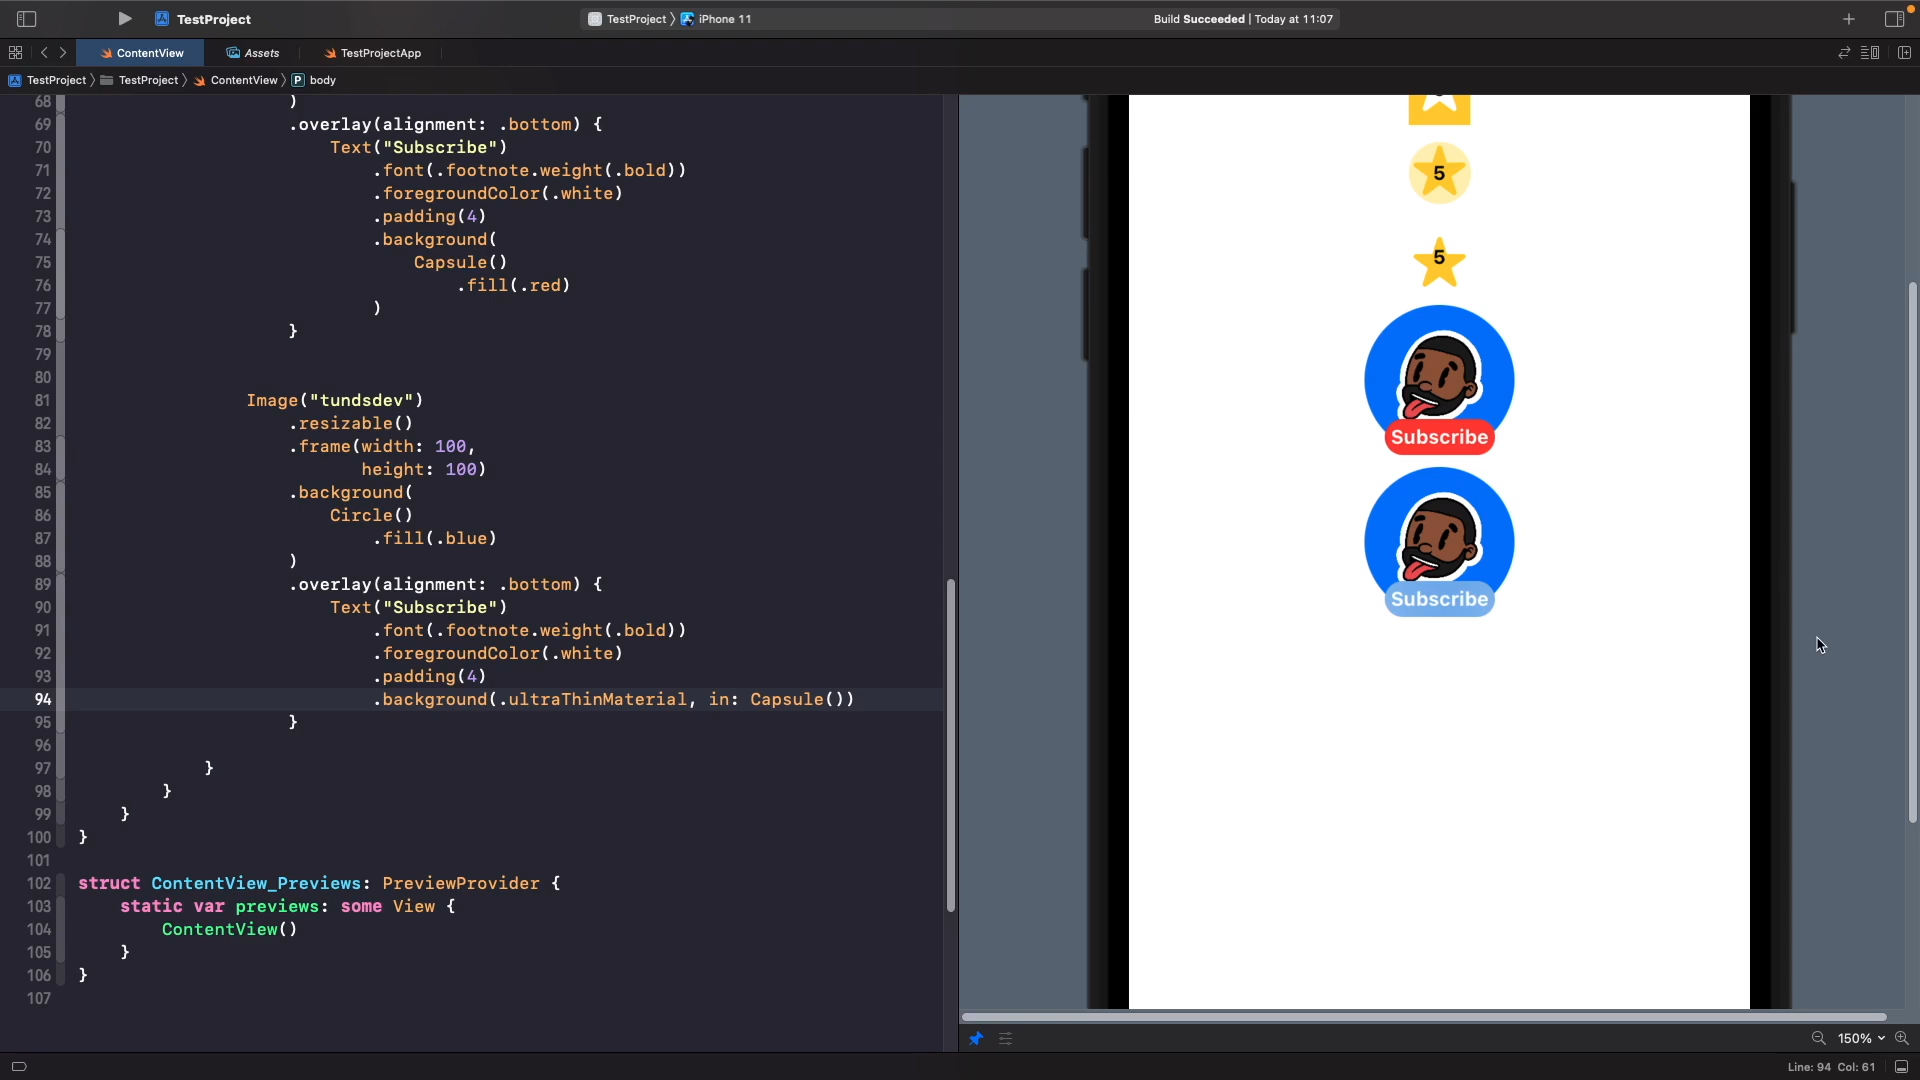 TestProject
TestProject 〉 iPhone 11
Build Succeeded | Today at 11:07
ContentView
Assets
TestProjectApp
TestProject 〉 TestProject 〉 ContentView 〉 P body
68 )
69 .overlay(alignment: .bottom) {
70 Text("Subscribe")
71 .font(.footnote.weight(.bold))
72 .foregroundColor(.white)
73 .padding(4)
74 .background(
75 Capsule()
76 .fill(.red)
77 )
78 }
79
80
81 Image("tundsdev")
82 .resizable()
83 .frame(width: 100,
84 height: 100)
85 .background(
86 Circle()
87 .fill(.blue)
88 )
89 .overlay(alignment: .bottom) {
90 Text("Subscribe")
91 .font(.footnote.weight(.bold))
92 .foregroundColor(.white)
93 .padding(4)
94 .background(.ultraThinMaterial, in: Capsule())
95 }
96
97 }
98 }
99 }
100 }
101
102 struct ContentView_Previews: PreviewProvider {
103 static var previews: some View {
104 ContentView()
105 }
106 }
107
5
5
Subscribe
Subscribe
150%
Line: 94 Col: 61